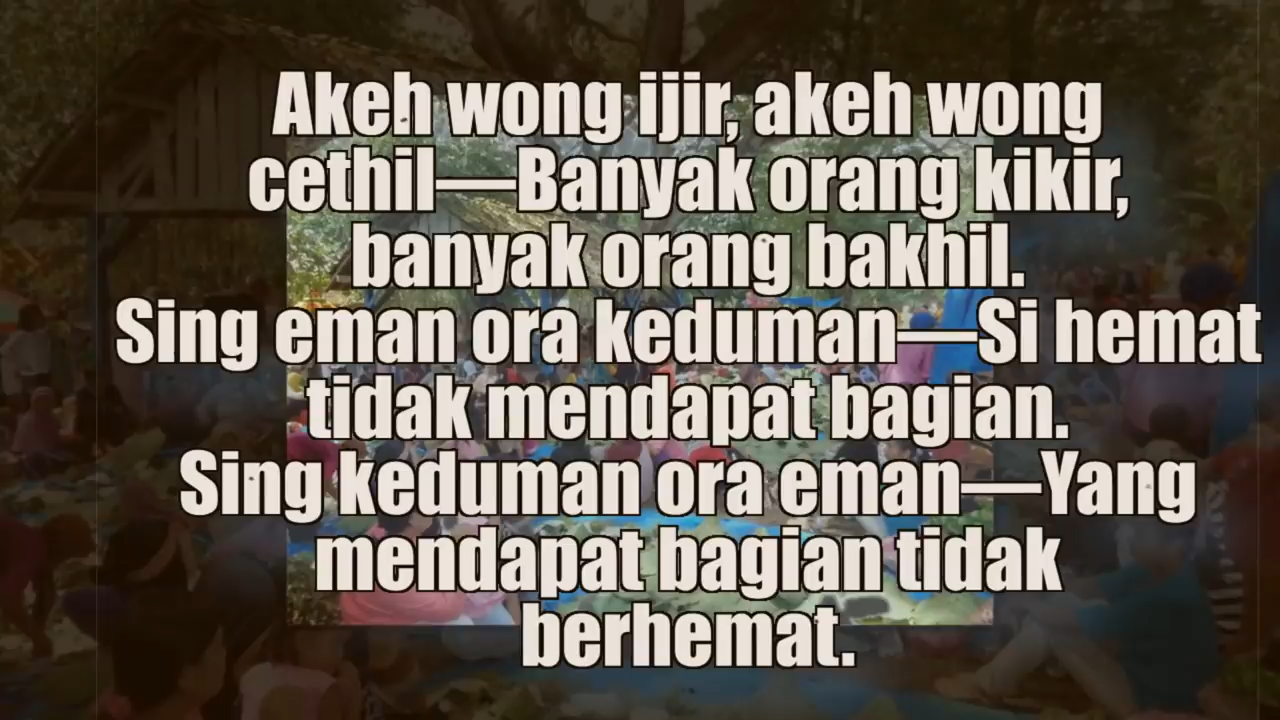 Akeh wong ijir, akeh wong
cethil—Banyak orang kikir,
banyak orang bakhil.
Sing eman ora keduman—Si hemat
tidak mendapat bagian.
Sing keduman ora eman—Yang
mendapat bagian tidak
berhemat.